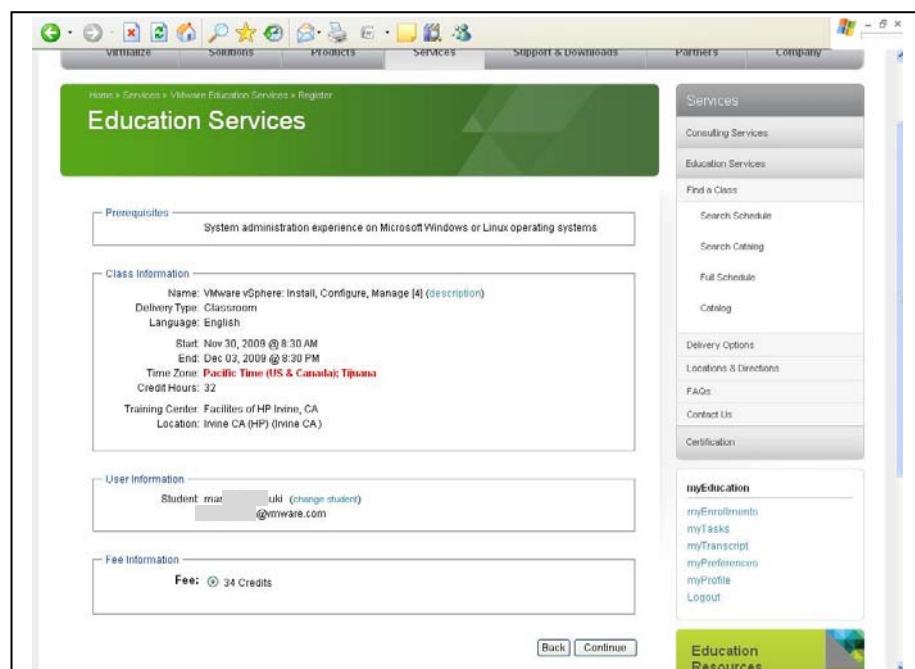 Virtualize Solutions Products Services Support & Downloads Partners Company
Home » Services » VMware Education Services » Register
Education Services
Prerequisites
System administration experience on Microsoft Windows or Linux operating systems
Class Information
Name: VMware vSphere: Install, Configure, Manage [4] (description)
Delivery Type: Classroom
Language: English
Start: Nov 30, 2009 @ 8:30 AM
End: Dec 03, 2009 @ 8:30 PM
Time Zone: Pacific Time (US & Canada); Tijuana
Credit Hours: 32
Training Center: Facilites of HP Irvine, CA
Location: Irvine CA (HP) (Irvine CA )
User Information
Student: mar uki (change student)
@vmware.com
Fee Information
Fee: 34 Credits
Back Continue
Services
Consulting Services
Education Services
Find a Class
Search Schedule
Search Catalog
Full Schedule
Catalog
Delivery Options
Locations & Directions
FAQs
Contact Us
Certification
myEducation
myEnrollments
myTasks
myTranscript
myPreferences
myProfile
Logout
Education
Resources